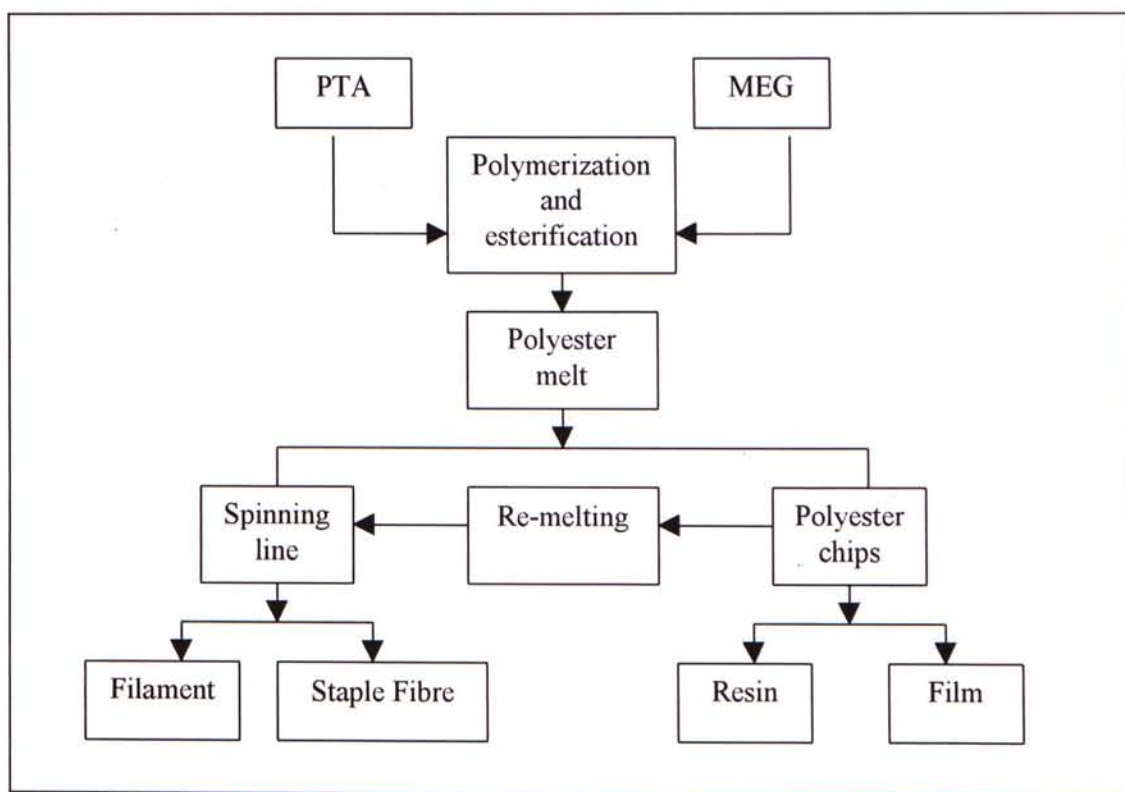 PTA
MEG
Polymerization
and
esterification
Polyester
melt
Spinning
line
Re-melting
Polyester
chips
Filament
Staple Fibre
Resin
Film